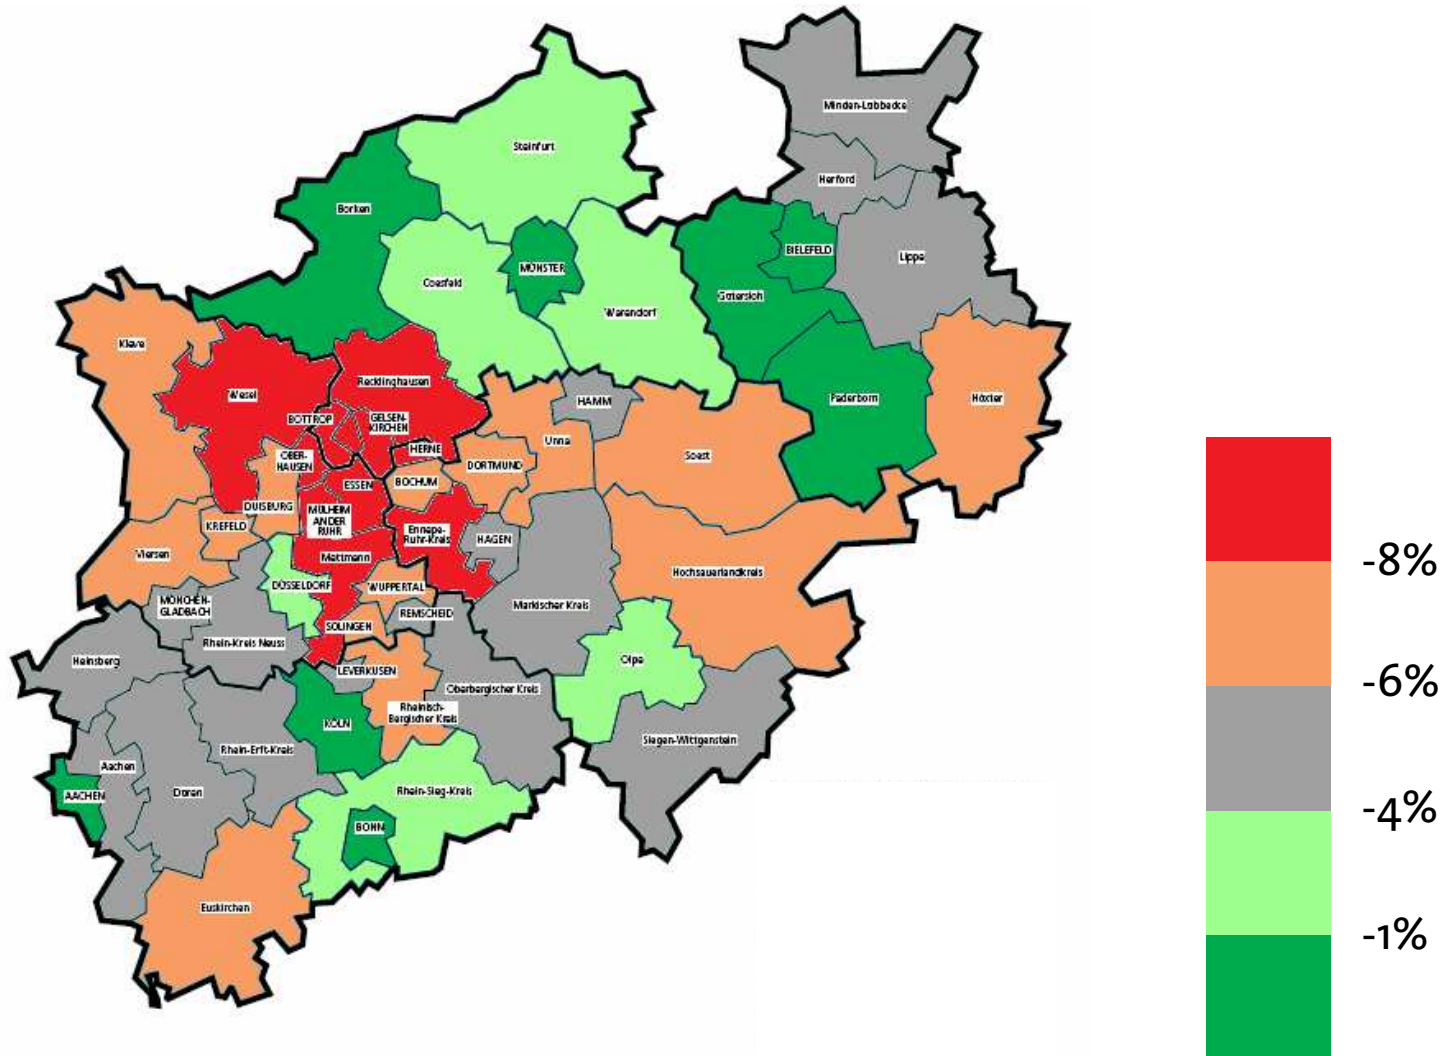 Minden-Lübbecke
Steinfurt
Herford
Borken
BIELEFELD
Lippe
MÜNSTER
Coesfeld
Gütersloh
Warendorf
Kleve
Recklinghausen
Wesel
Paderborn
Höxter
HAMM
BOTTROP
GELSEN-
KIRCHEN
Unna
HERNE
Soest
OBER-
HAUSEN
DORTMUND
BOCHUM
ESSEN
DUISBURG
MÜLHEIM
AN DER
RUHR
KREFELD
Ennepe-
Ruhr-Kreis
HAGEN
Viersen
Mettmann
-8%
Hochsauerlandkreis
DÜSSELDORF
WUPPERTAL
MÖNCHEN-
GLADBACH
Märkischer Kreis
REMSCHEID
SOLINGEN
Rhein-Kreis Neuss
Heinsberg
Olpe
LEVERKUSEN
-6%
Oberbergischer Kreis
Rheinisch-
Bergischer Kreis
KÖLN
Siegen-Wittgenstein
Rhein-Erft-Kreis
Aachen
Düren
Rhein-Sieg-Kreis
AACHEN
-4%
BONN
Euskirchen
-1%